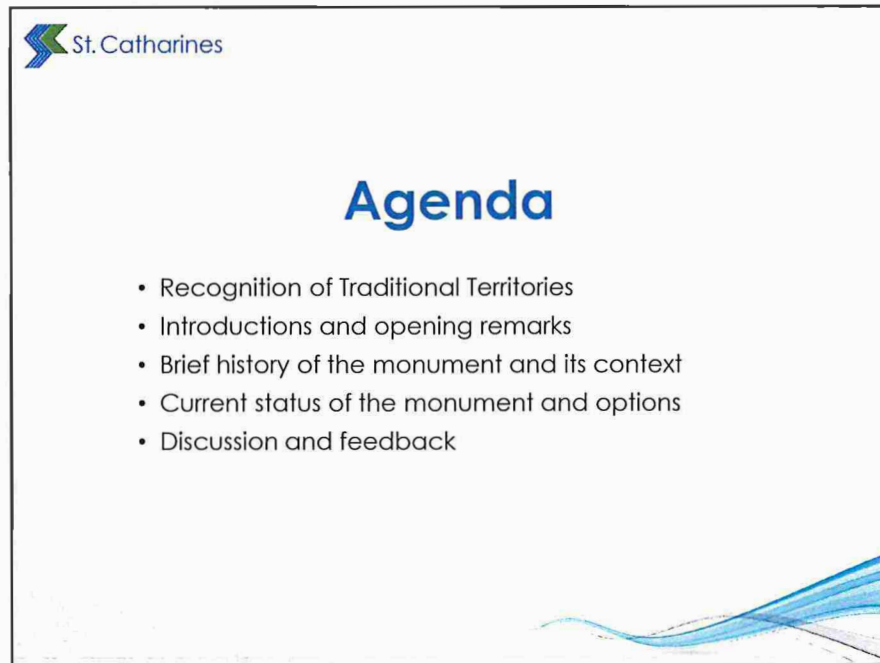 St. Catharines
Agenda
• Recognition of Traditional Territories
• Introductions and opening remarks
• Brief history of the monument and its context
• Current status of the monument and options
• Discussion and feedback